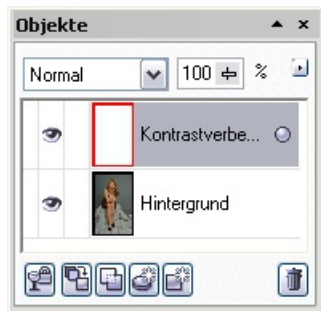 Objekte
Normal 100 %
Kontrastverbe...
Hintergrund